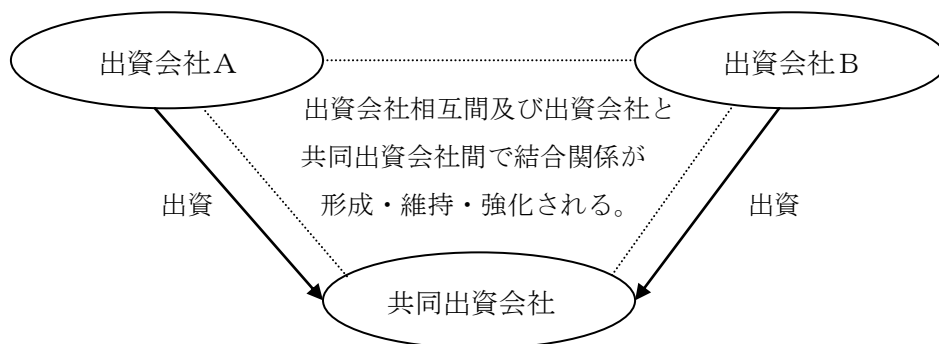 出資会社A
出資会社B
出資会社相互間及び出資会社と
共同出資会社間で結合関係が
形成・維持・強化される。
出資
出資
共同出資会社